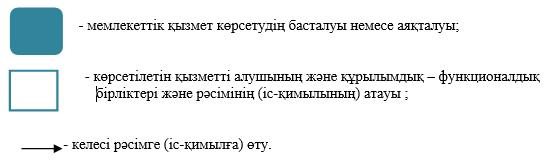 - мемлекеттік қызмет көрсетудің басталуы немесе аяқталуы;
- көрсетілетін қызметті алушының және құрылымдық – функционалдық
бірліктері және рәсімінің (іс-қимылының) атауы ;
- келесі рәсімге (іс-қимылға) өту.